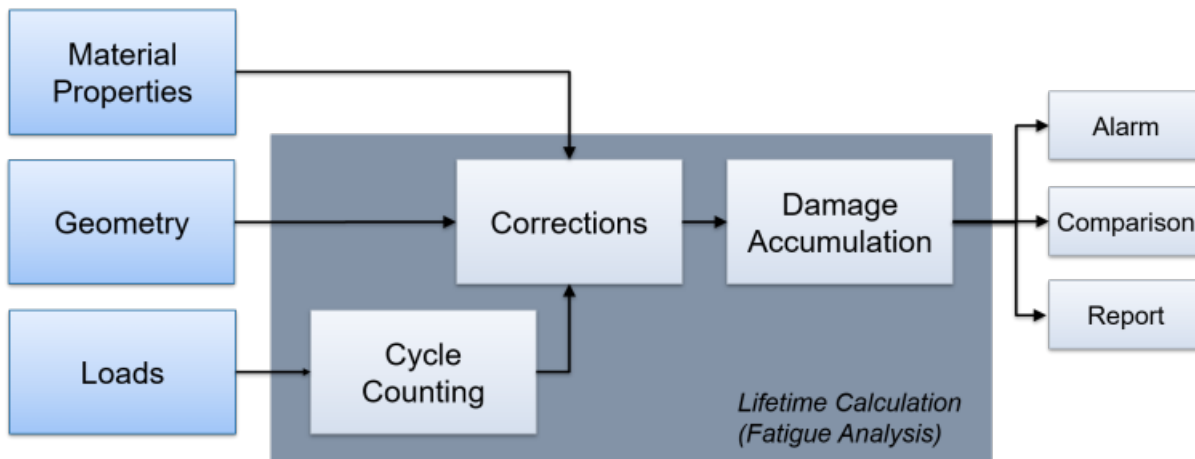 Material
Properties
Geometry
Loads
Cycle
Counting
Corrections
Damage
Accumulation
Lifetime Calculation
(Fatigue Analysis)
Alarm
Comparison
Report